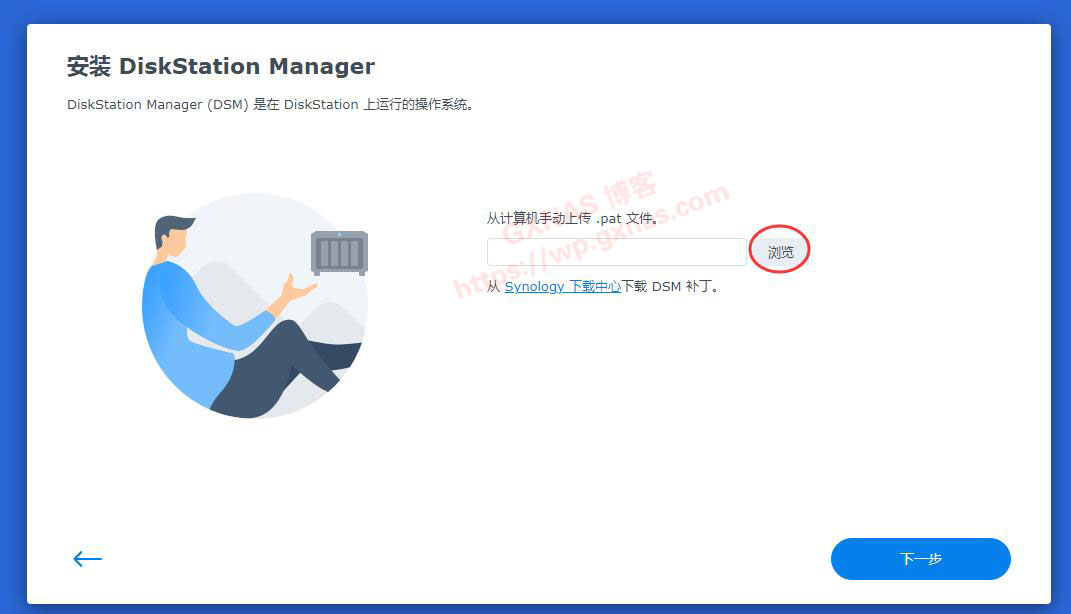 安装 DiskStation Manager
DiskStation Manager (DSM) 是在 DiskStation 上运行的操作系统。
从计算机手动上传 .pat 文件。
浏览
从 Synology 下载中心下载 DSM 补丁。
GXNAS 博客
https://wp.gxnas.com
下一步